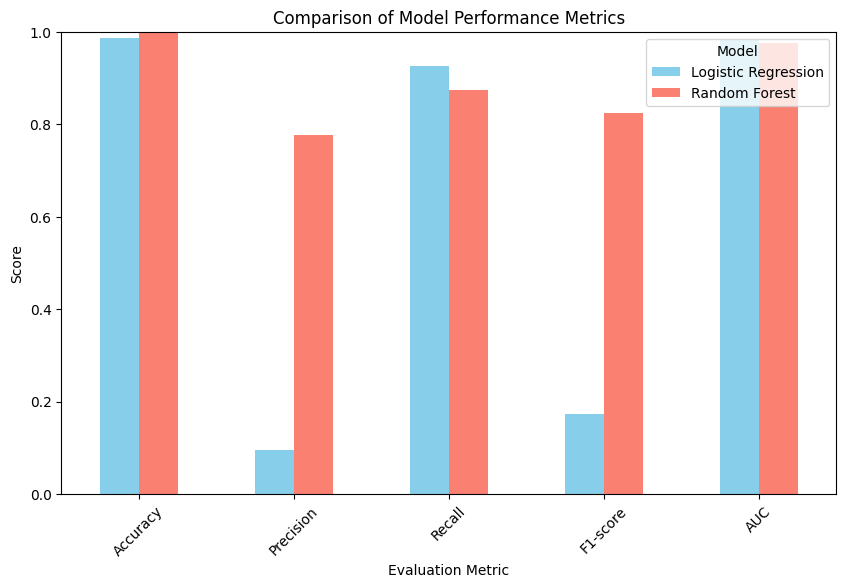 Comparison of Model Performance Metrics
Model
Logistic Regression
Random Forest
Score
1.0
0.8
0.6
0.4
0.2
0.0
Accuracy
Precision
Recall
F1-score
AUC
Evaluation Metric